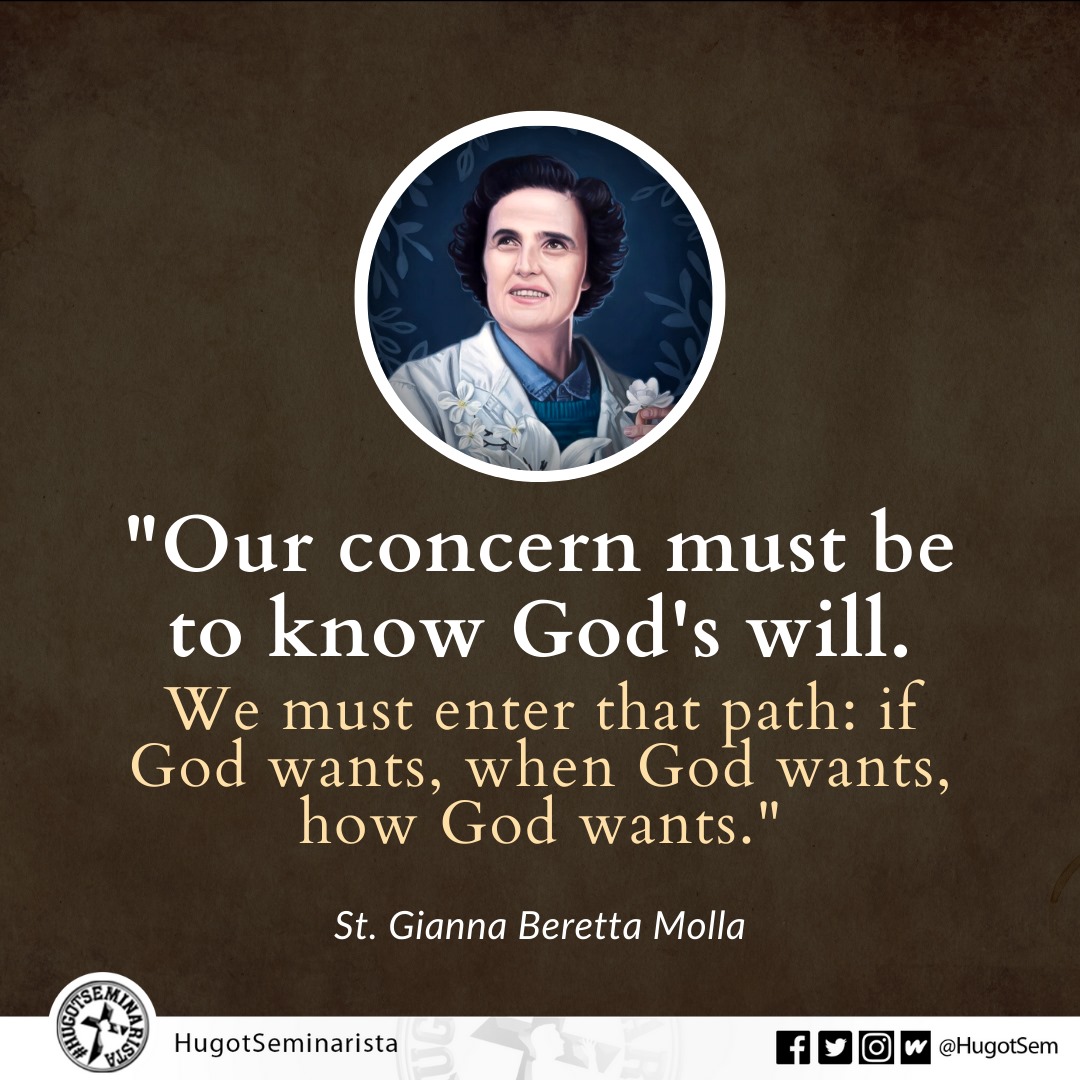 "Our concern must be
to know God's will.
We must enter that path: if
God wants, when God wants,
how God wants."
St. Gianna Beretta Molla
#HUGOTSEMINARISTA
HugotSeminarista
@HugotSem